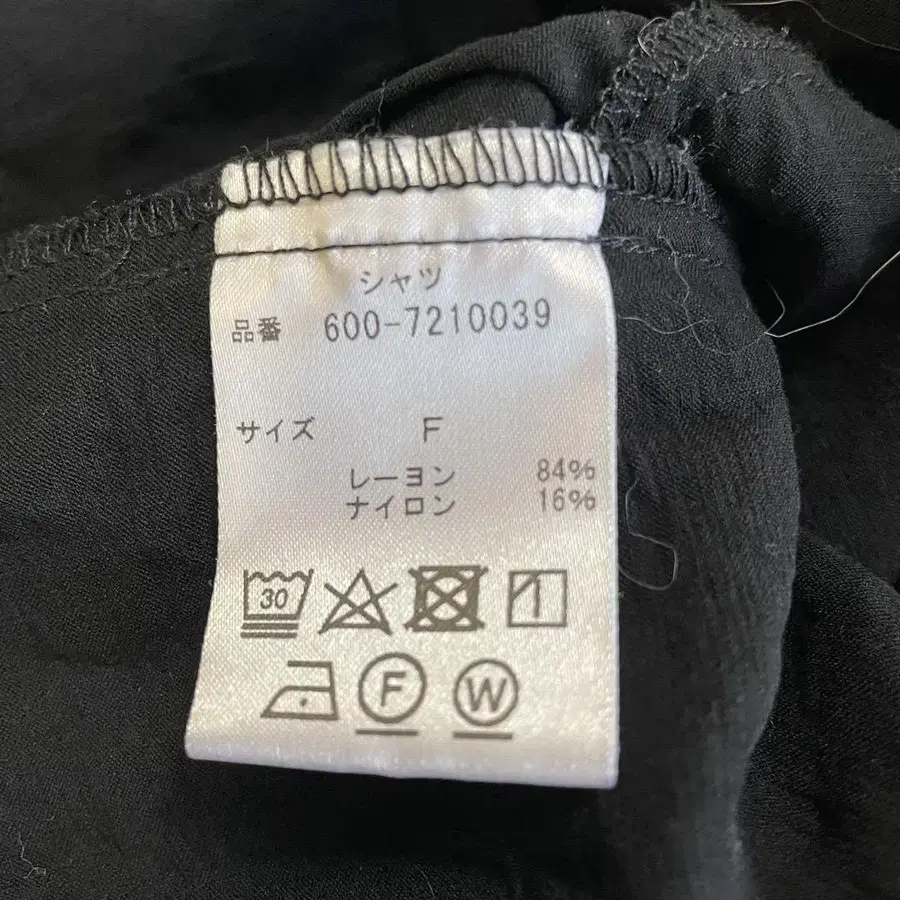 シャツ
品番 600-7210039
サイズ F
レーヨン 84%
ナイロン 16%
30
F W